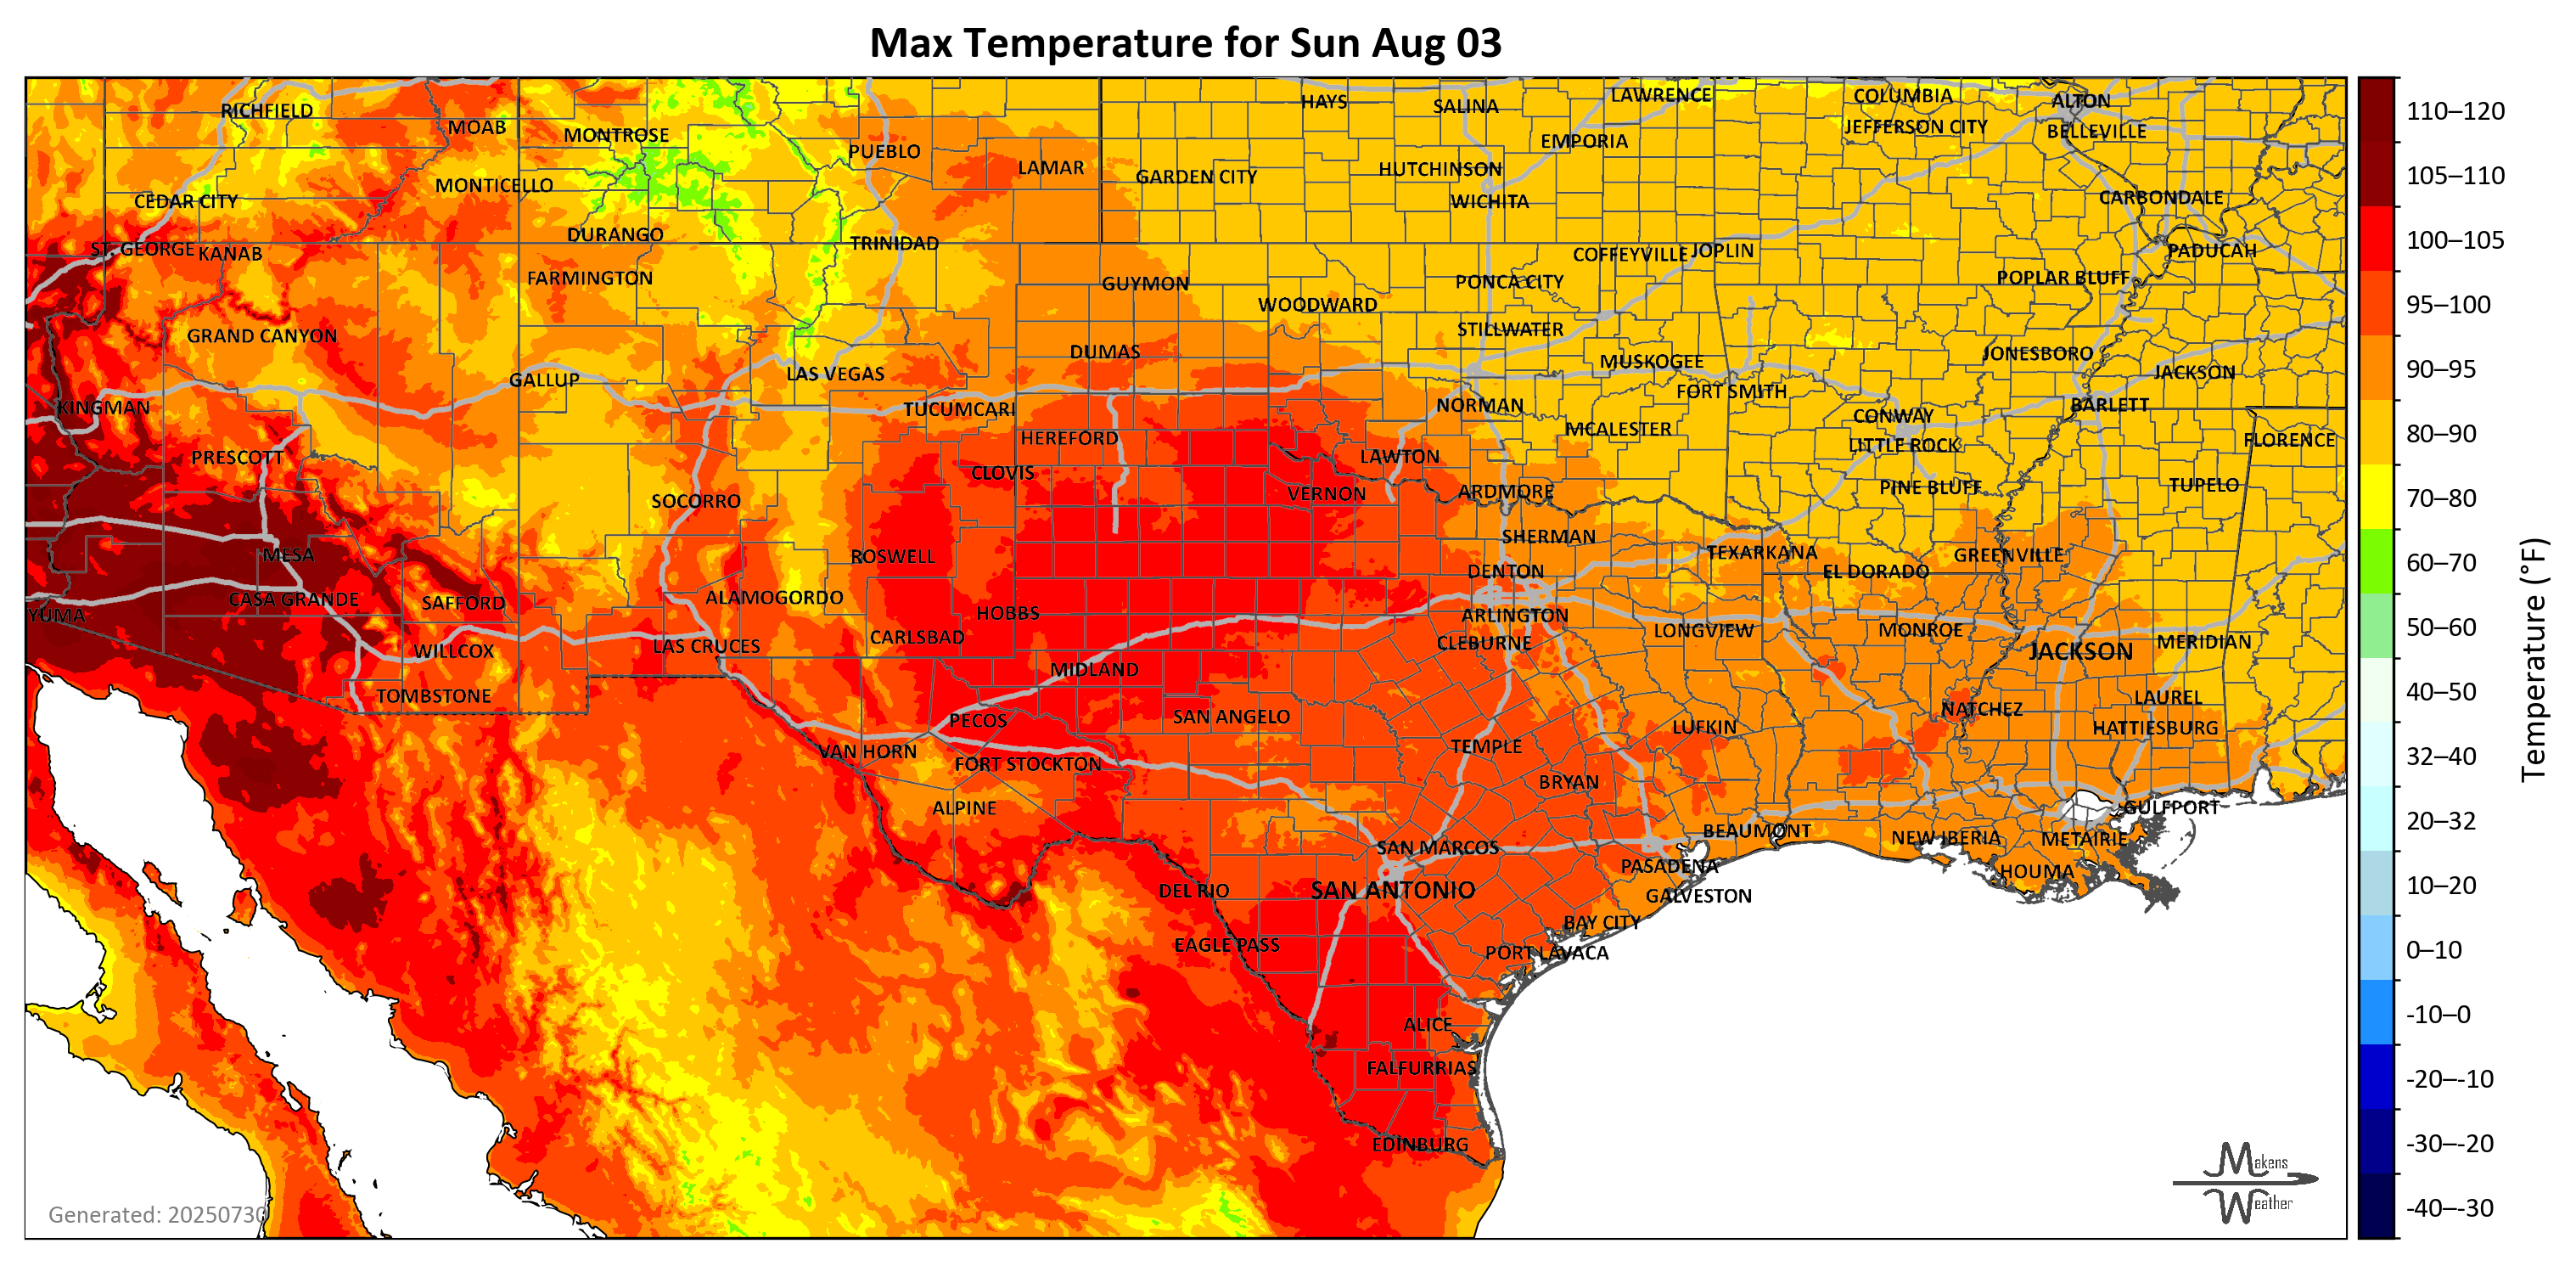 Max Temperature for Sun Aug 03
RICHFIELD
MOAB
MONTROSE
PUEBLO
LAMAR
HAYS
SALINA
LAWRENCE
COLUMBIA
ALTON
EMPORIA
JEFFERSON CITY
BELLEVILLE
MONTICELLO
GARDEN CITY
HUTCHINSON
CEDAR CITY
WICHITA
CARBONDALE
DURANGO
TRINIDAD
ST. GEORGE
KANAB
COFFEYVILLE
JOPLIN
PADUCAH
FARMINGTON
GUYMON
PONCA CITY
POPLAR BLUFF
WOODWARD
GRAND CANYON
STILLWATER
DUMAS
MUSKOGEE
JONESBORO
GALLUP
LAS VEGAS
FORT SMITH
JACKSON
KINGMAN
TUCUMCARI
NORMAN
CONWAY
BARLETT
HEREFORD
MCALESTER
LITTLE ROCK
FLORENCE
PRESCOTT
CLOVIS
LAWTON
SOCORRO
VERNON
ARDMORE
PINE BLUFF
TUPELO
MESA
ROSWELL
SHERMAN
TEXARKANA
GREENVILLE
DENTON
EL DORADO
CASA GRANDE
SAFFORD
ALAMOGORDO
YUMA
HOBBS
ARLINGTON
WILLCOX
LAS CRUCES
CARLSBAD
CLEBURNE
LONGVIEW
MONROE
JACKSON
MERIDIAN
MIDLAND
TOMBSTONE
PECOS
SAN ANGELO
NATCHEZ
LAUREL
LUFKIN
HATTIESBURG
VAN HORN
FORT STOCKTON
TEMPLE
BRYAN
ALPINE
GULFPORT
SAN MARCOS
BEAUMONT
NEW IBERIA
METAIRIE
DEL RIO
SAN ANTONIO
PASADENA
HOUMA
GALVESTON
EAGLE PASS
BAY CITY
PORT LAVACA
ALICE
FALFURRIAS
EDINBURG
Generated: 20250730
Makens
Weather
110–120
105–110
100–105
95–100
90–95
80–90
70–80
60–70
50–60
40–50
32–40
20–32
10–20
0–10
-10–0
-20–-10
-30–-20
-40–-30
Temperature (°F)